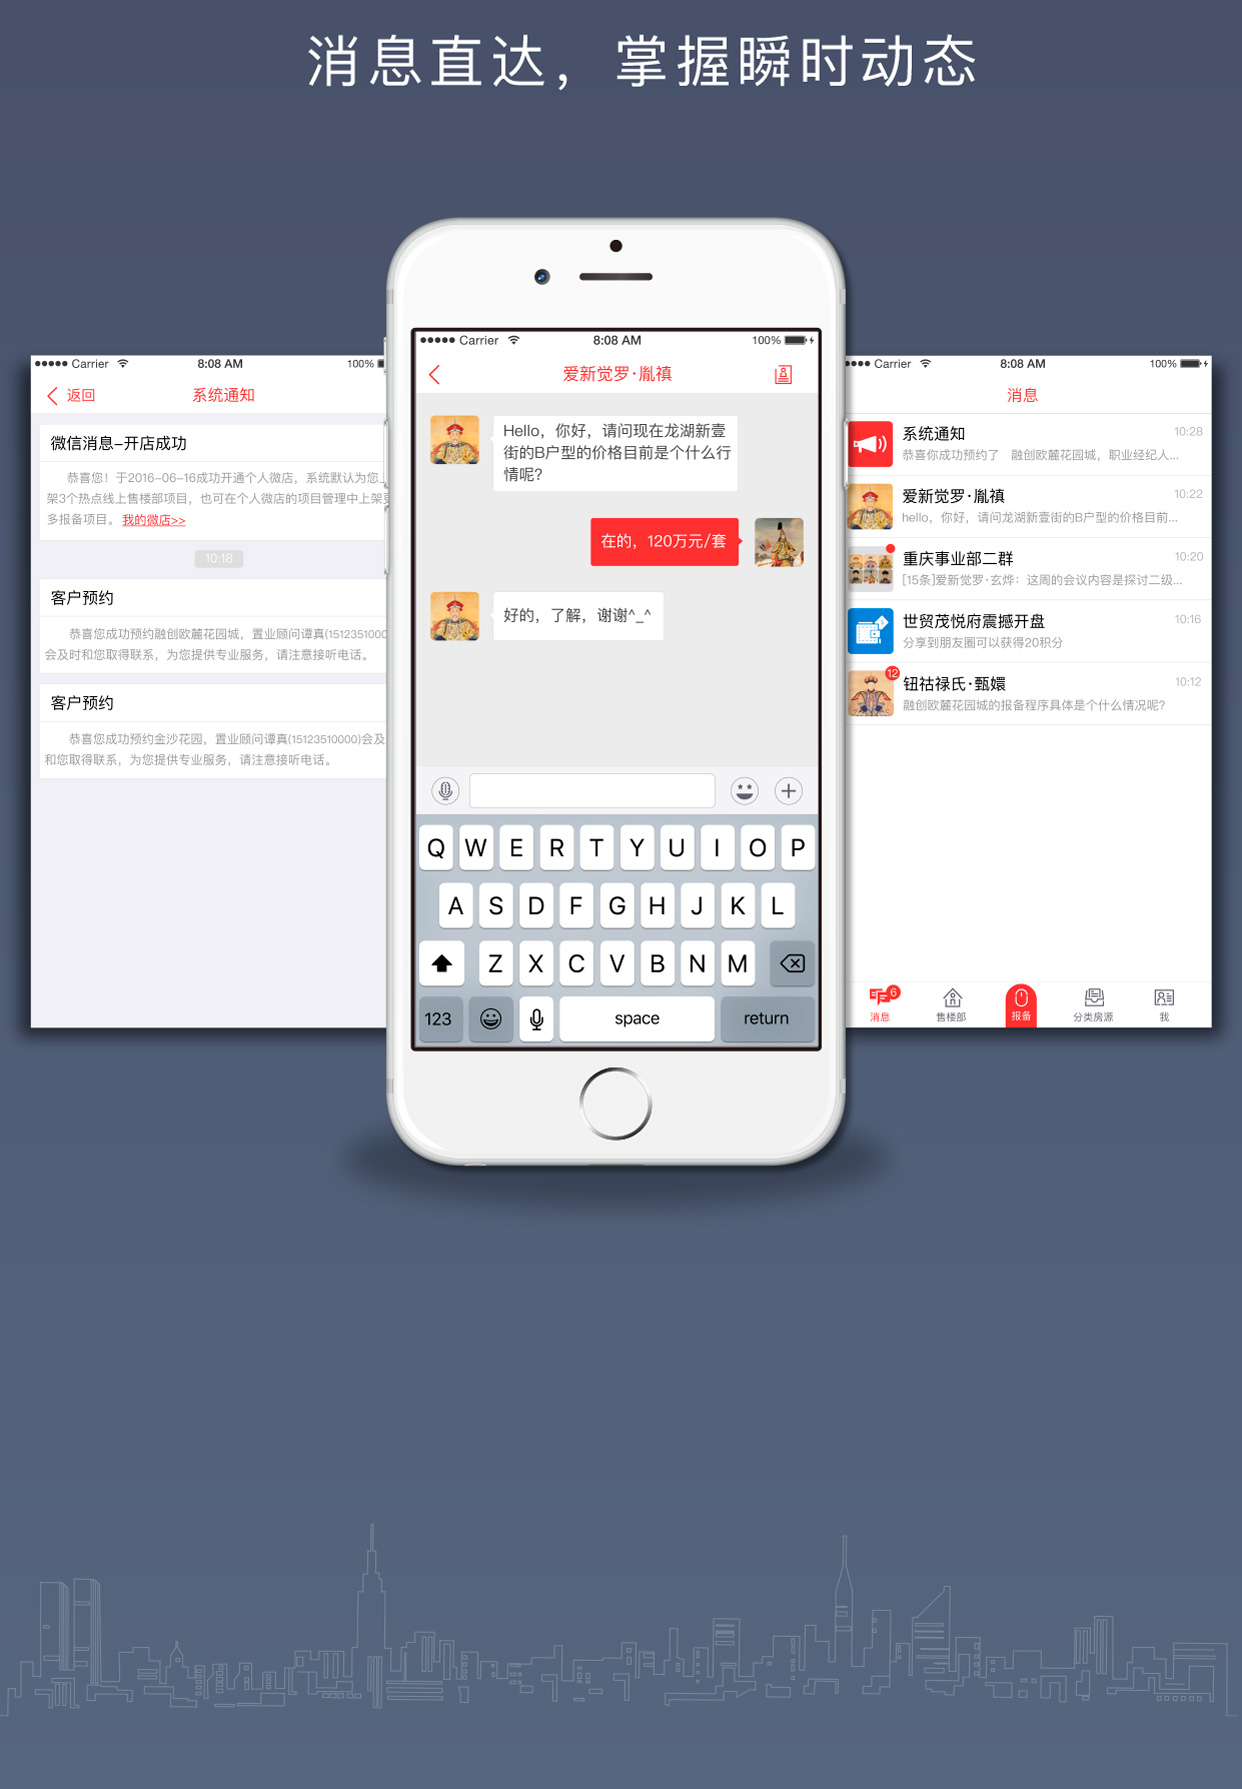 消息直达，掌握瞬时动态
Carrier
8:08 AM
100%
返回
系统通知
微信消息-开店成功
恭喜您！于2016-06-16成功开通个人微店，系统默认为您上
架3个热点线上售楼部项目，也可在个人微店的项目管理中上架更
多报备项目。 我的微店>>
10:18
客户预约
恭喜您成功预约融创欧麓花园城，置业顾问谭真(1512351000
会及时和您取得联系，为您提供专业服务，请注意接听电话。
客户预约
恭喜您成功预约金沙花园，置业顾问谭真(15123510000)会及
和您取得联系，为您提供专业服务，请注意接听电话。
Carrier
8:08 AM
100%
爱新觉罗·胤禛
Hello，你好，请问现在龙湖新壹
街的B户型的价格目前是个什么行
情呢？
在的，120万元/套
好的，了解，谢谢^_^
Q W E R T Y U I O P
A S D F G H J K L
Z X C V B N M
123 space return
Carrier
8:08 AM
100%
消息
系统通知 10:28
恭喜你成功预约了 融创欧麓花园城，职业经纪人...
爱新觉罗·胤禛 10:22
hello，你好，请问龙湖新壹街的B户型的价格目前...
重庆事业部二群 10:20
[15条]爱新觉罗·玄烨：这周的会议内容是探讨二级...
世贸茂悦府震撼开盘 10:16
分享到朋友圈可以获得20积分
12
钮祜禄氏·甄嬛 10:12
融创欧麓花园城的报备程序具体是个什么情况呢？
6
消息 售楼部 报备 分类房源 我